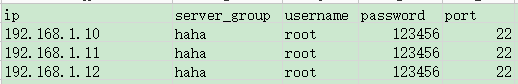 ip server_group username password port
192.168.1.10 haha root 123456 22
192.168.1.11 haha root 123456 22
192.168.1.12 haha root 123456 22